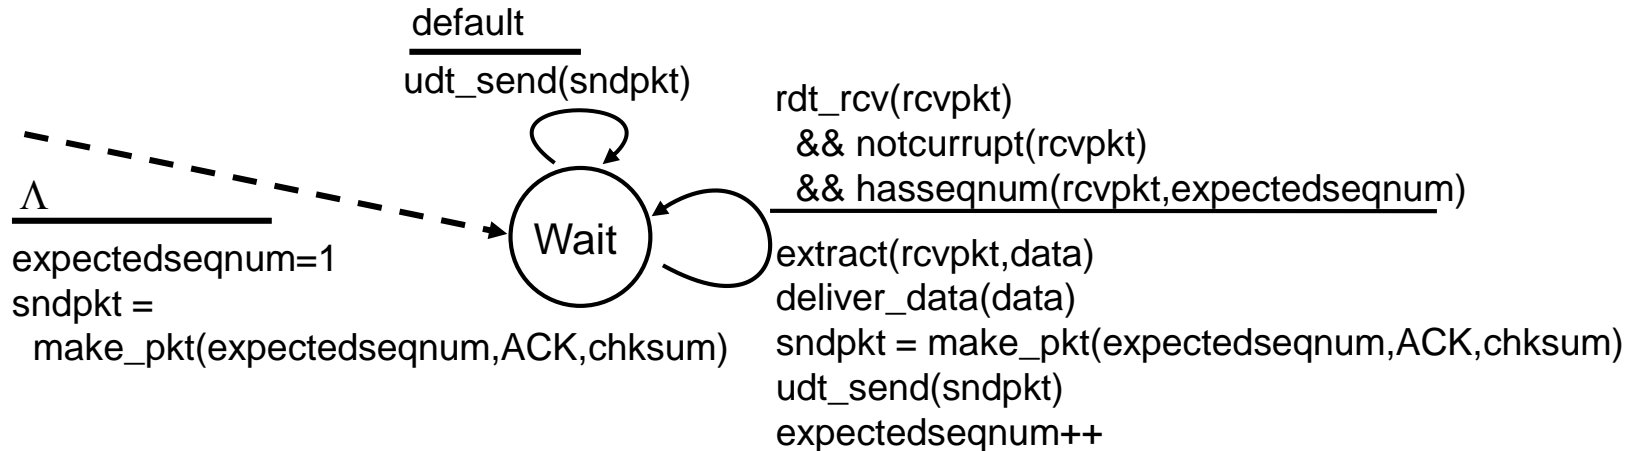 default
udt_send(sndpkt)
Λ
expectedseqnum=1
sndpkt =
make_pkt(expectedseqnum,ACK,chksum)
Wait
rdt_rcv(rcvpkt)
&& notcurrupt(rcvpkt)
&& hasseqnum(rcvpkt,expectedseqnum)
extract(rcvpkt,data)
deliver_data(data)
sndpkt = make_pkt(expectedseqnum,ACK,chksum)
udt_send(sndpkt)
expectedseqnum++